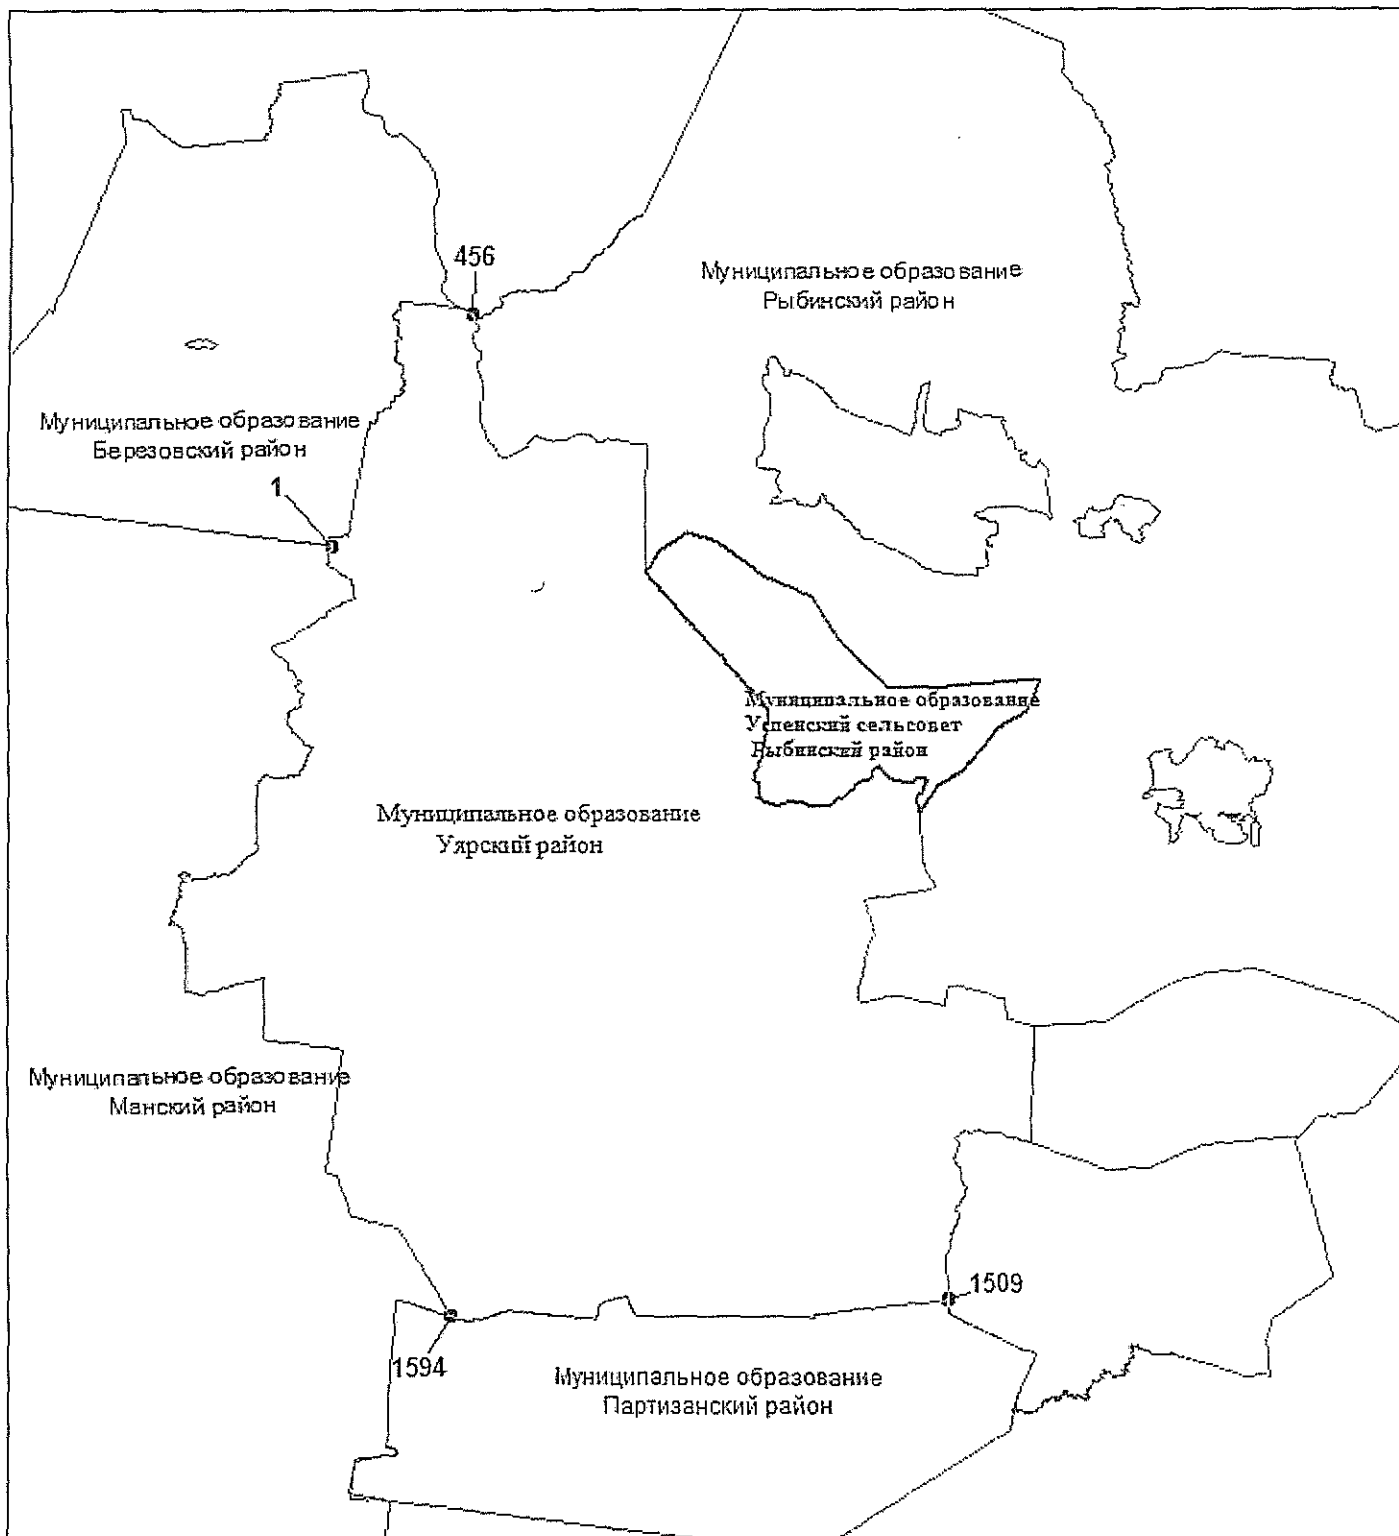 456
Муниципальное образование
Рыбинский район
Муниципальное образование
Березовский район
1
Муниципальное образование
Успенский сельсовет
Рыбинский район
Муниципальное образование
Уярский район
Муниципальное образование
Манский район
1509
1594
Муниципальное образование
Партизанский район